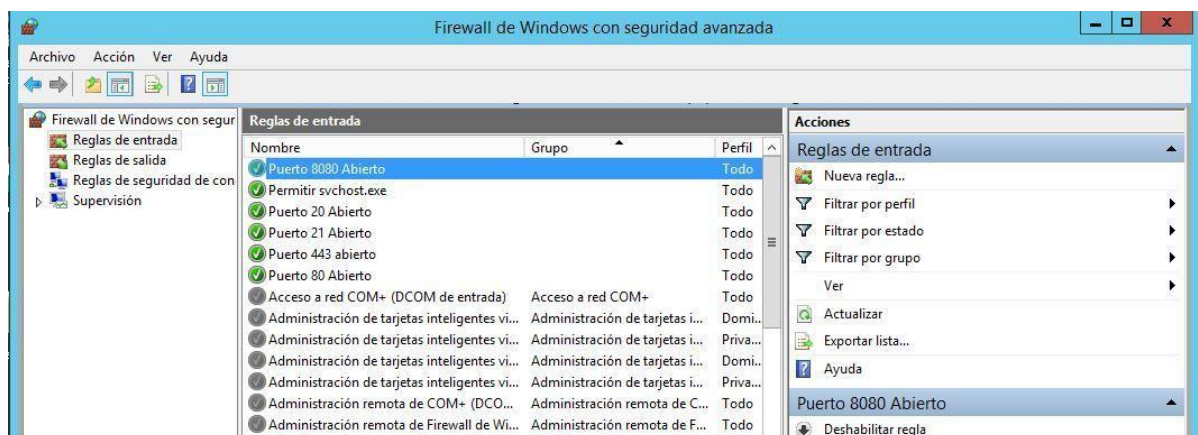 Firewall de Windows con seguridad avanzada
Archivo Acción Ver Ayuda
Firewall de Windows con segur
Reglas de entrada
Reglas de salida
Reglas de seguridad de con
Supervisión
Reglas de entrada
Nombre Grupo Perfil
Puerto 8080 Abierto Todo
Permitir svchost.exe Todo
Puerto 20 Abierto Todo
Puerto 21 Abierto Todo
Puerto 443 abierto Todo
Puerto 80 Abierto Todo
Acceso a red COM+ (DCOM de entrada) Acceso a red COM+ Todo
Administración de tarjetas inteligentes vi... Administración de tarjetas i... Domi...
Administración de tarjetas inteligentes vi... Administración de tarjetas i... Priva...
Administración de tarjetas inteligentes vi... Administración de tarjetas i... Domi...
Administración de tarjetas inteligentes vi... Administración de tarjetas i... Priva...
Administración remota de COM+ (DCO... Administración remota de C... Todo
Administración remota de Firewall de Wi... Administración remota de F... Todo
Acciones
Reglas de entrada
Nueva regla...
Filtrar por perfil
Filtrar por estado
Filtrar por grupo
Ver
Actualizar
Exportar lista...
Ayuda
Puerto 8080 Abierto
Deshabilitar regla